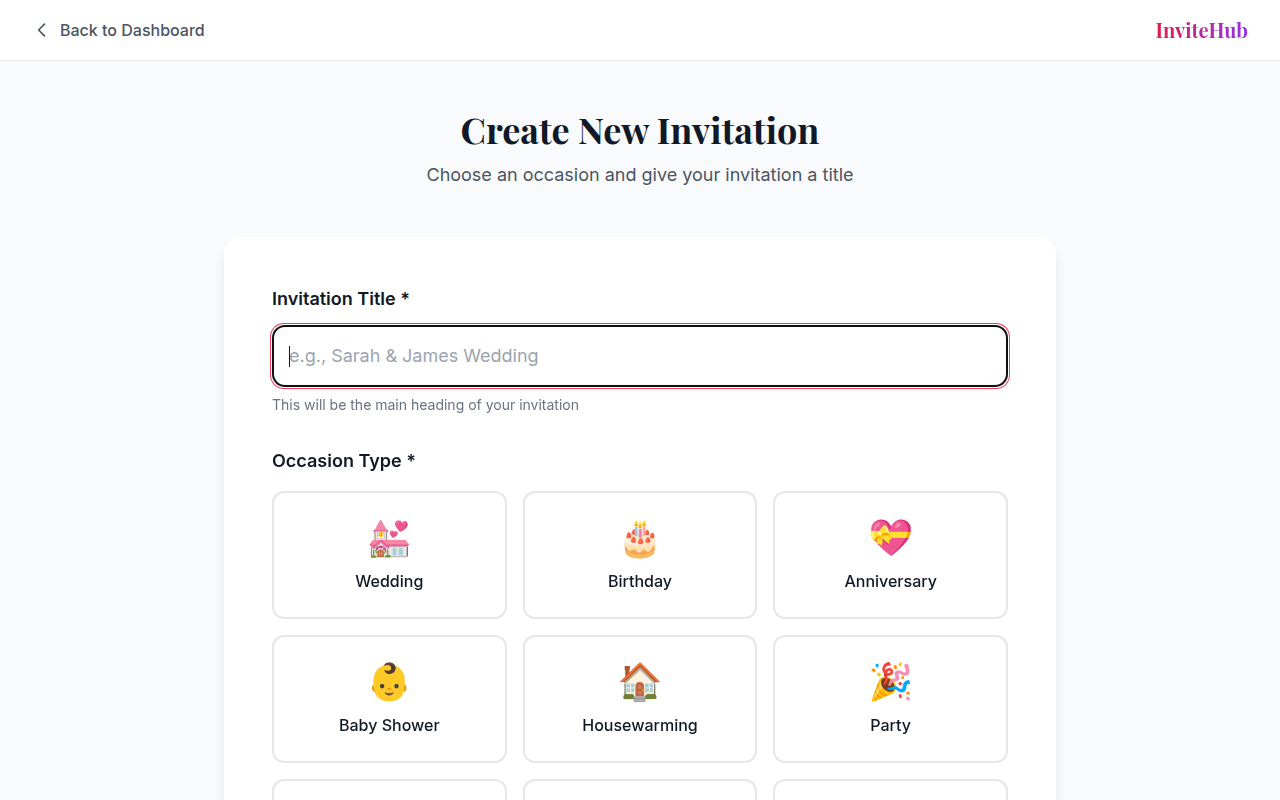 Back to Dashboard
InviteHub
Create New Invitation
Choose an occasion and give your invitation a title
Invitation Title *
e.g., Sarah & James Wedding
This will be the main heading of your invitation
Occasion Type *
Wedding
Birthday
Anniversary
Baby Shower
Housewarming
Party